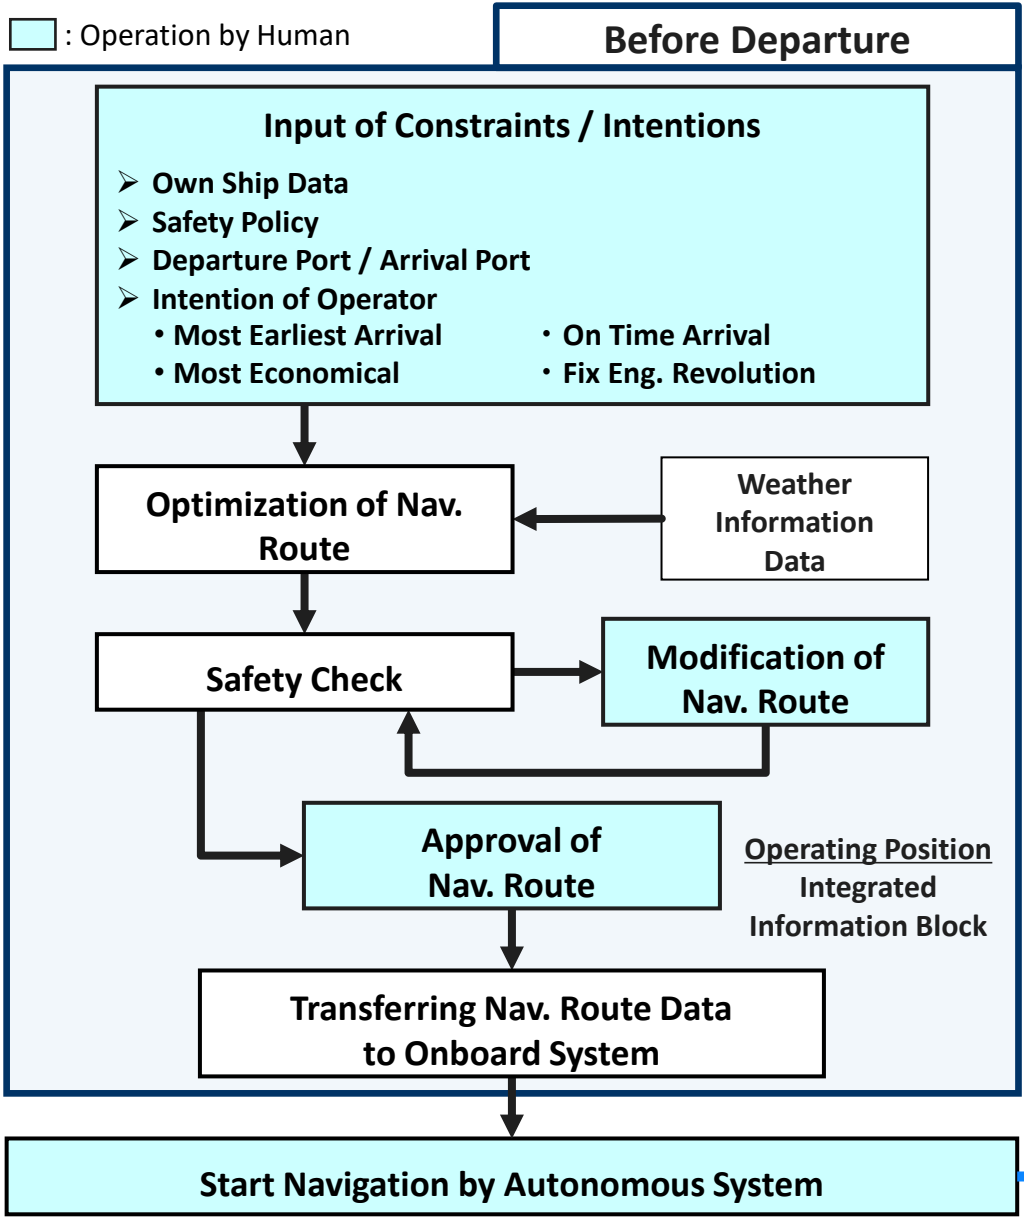 : Operation by Human
Before Departure
Input of Constraints / Intentions
➢ Own Ship Data
➢ Safety Policy
➢ Departure Port / Arrival Port
➢ Intention of Operator
• Most Earliest Arrival
・ On Time Arrival
• Most Economical
・ Fix Eng. Revolution
Optimization of Nav.
Route
Weather
Information
Data
Safety Check
Modification of
Nav. Route
Approval of
Nav. Route
Operating Position
Integrated
Information Block
Transferring Nav. Route Data
to Onboard System
Start Navigation by Autonomous System